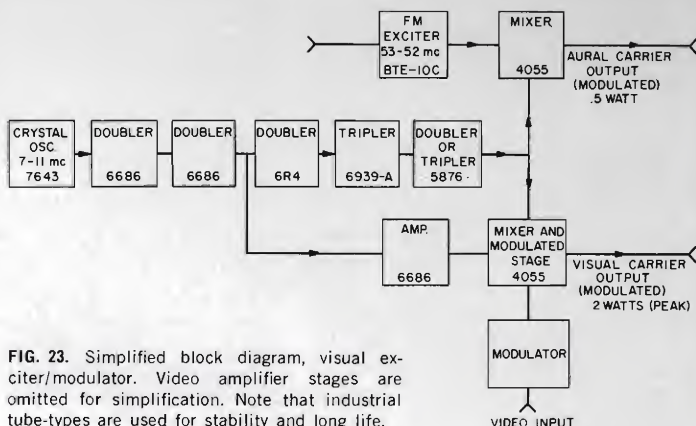 FM
EXCITER
53-52 mc
BTE-10C
MIXER
4055
AURAL CARRIER
OUTPUT
(MODULATED)
.5 WATT
CRYSTAL
OSC.
7-11 mc
7643
DOUBLER
6686
DOUBLER
6686
DOUBLER
6R4
TRIPLER
6939-A
DOUBLER
OR
TRIPLER
5876
AMP.
6686
MIXER AND
MODULATED
STAGE
4055
VISUAL CARRIER
OUTPUT
(MODULATED)
2 WATTS (PEAK)
MODULATOR
VIDEO INPUT
FIG. 23. Simplified block diagram, visual ex-
citer/modulator. Video amplifier stages are
omitted for simplification. Note that industrial
tube-types are used for stability and long life.